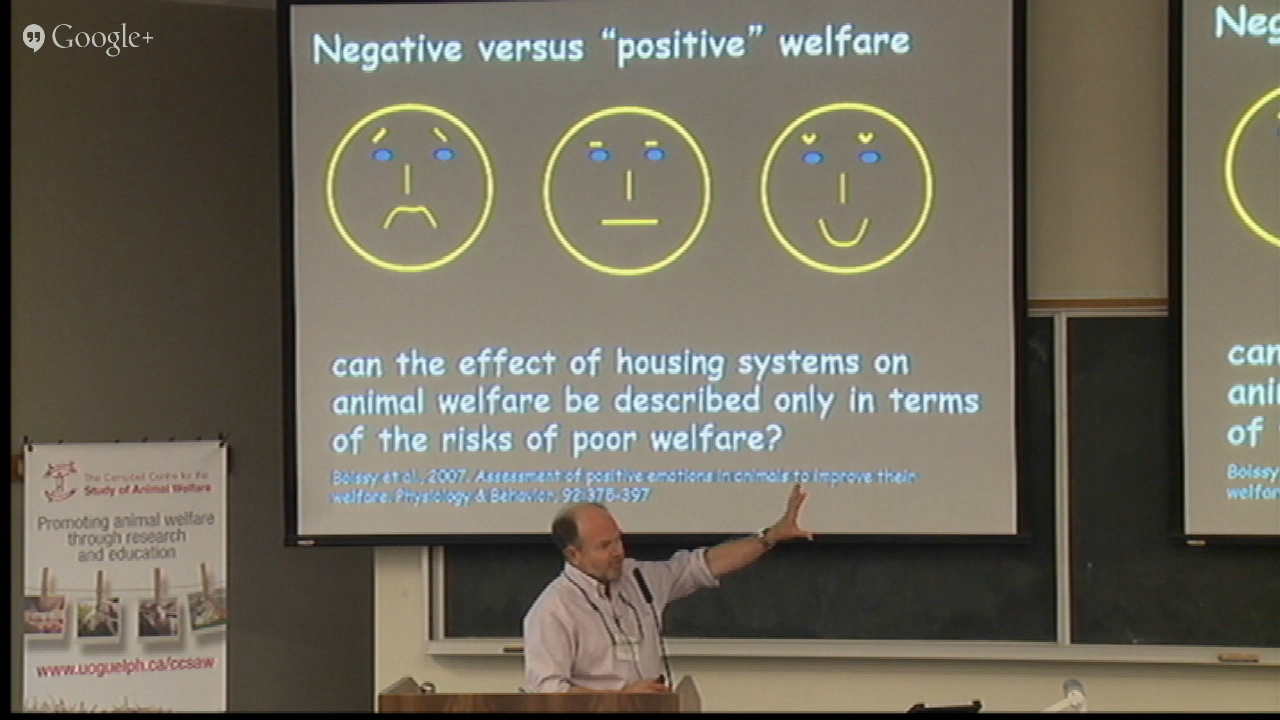 Google+
Negative versus “positive” welfare
can the effect of housing systems on
animal welfare be described only in terms
of the risks of poor welfare?
Boissy et al., 2007. Assessment of positive emotions in animals to improve their
welfare. Physiology & Behavior, 92:375-397
Neg
can
ani
of
Boissy
welfar
The Campbell Centre for the
Study of Animal Welfare
Promoting animal welfare
through research
and education
www.uoguelph.ca/ccsaw